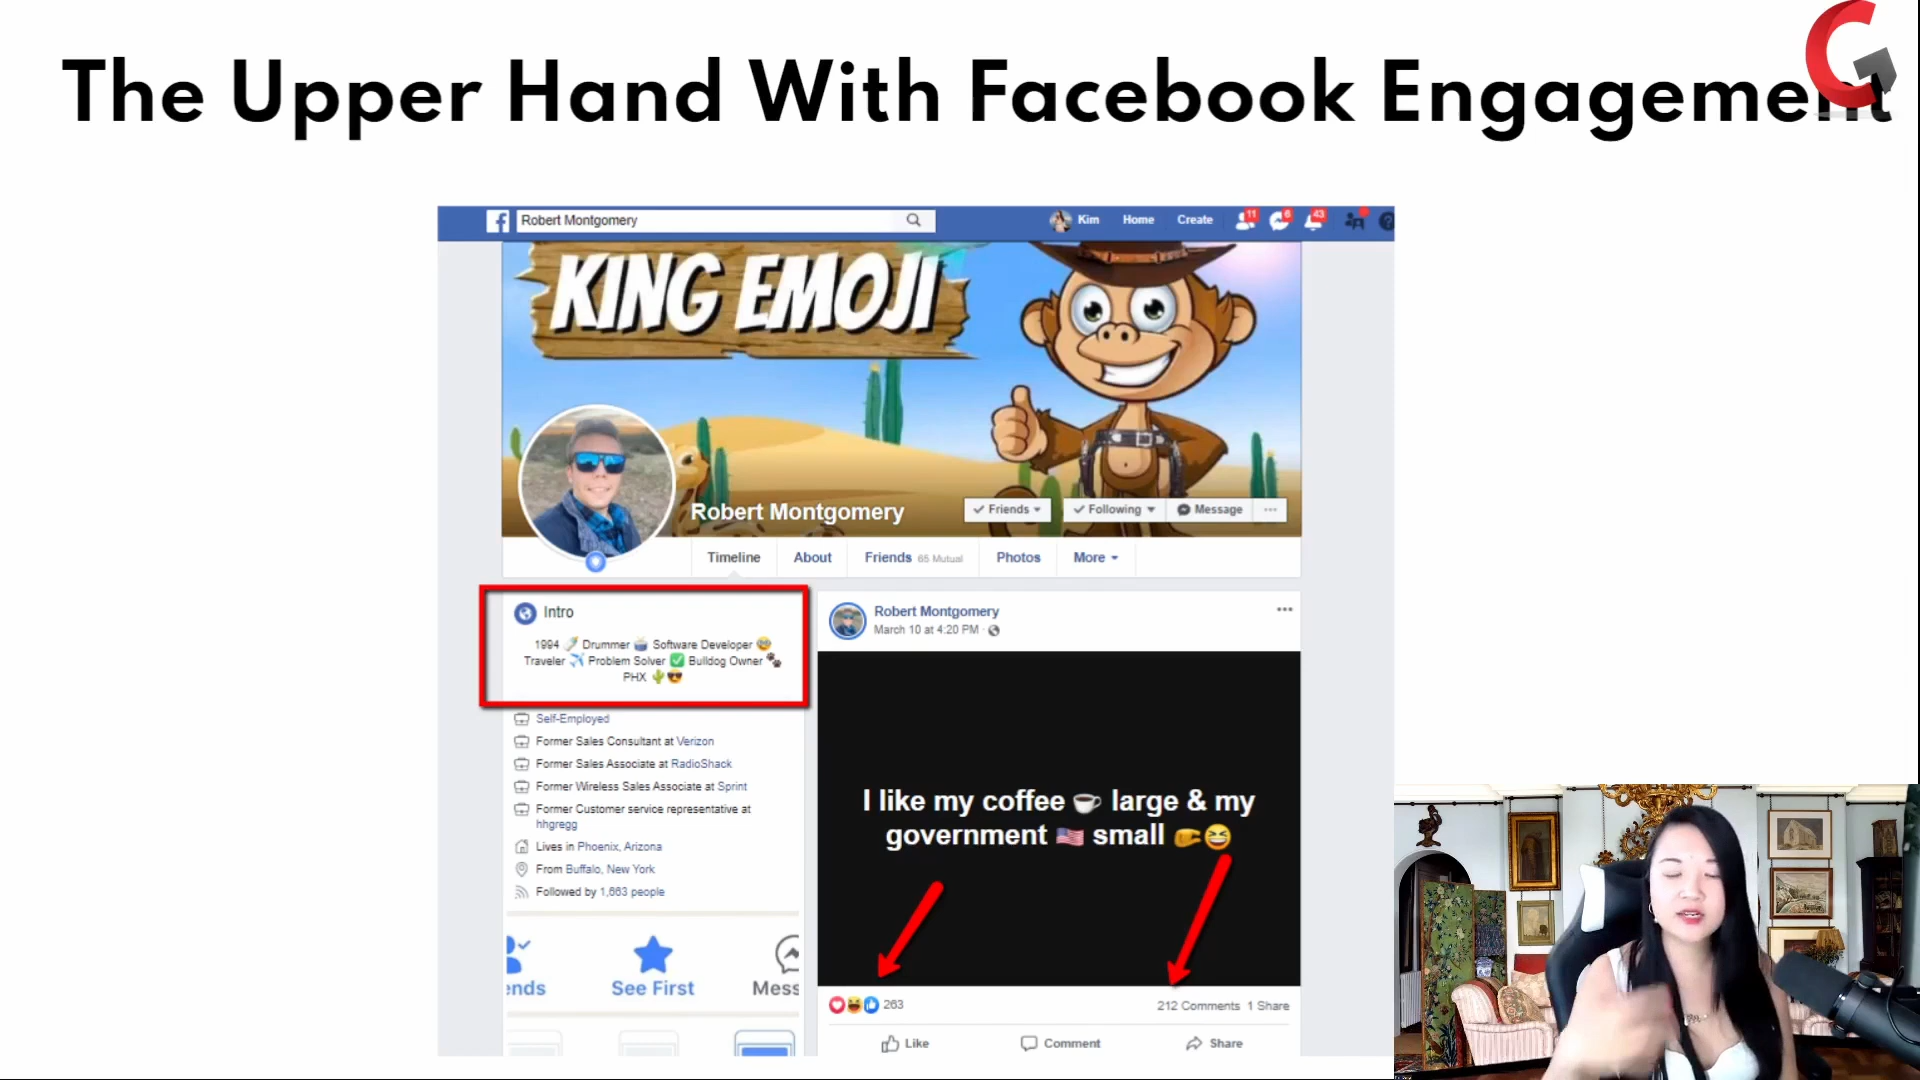 The Upper Hand With Facebook Engagement
Robert Montgomery
Kim Home Create 11 6 43
KING EMOJI
Robert Montgomery
Friends Following Message ...
Timeline About Friends 65 Mutual Photos More
Intro
1994 🍼 Drummer 🥁 Software Developer 🤓
Traveler ✈️ Problem Solver ✅ Bulldog Owner 🐾
PHX 🌵😎
Self-Employed
Former Sales Consultant at Verizon
Former Sales Associate at RadioShack
Former Wireless Sales Associate at Sprint
Former Customer service representative at
hhgregg
Lives in Phoenix, Arizona
From Buffalo, New York
Followed by 1,663 people
ends See First Mess
Robert Montgomery
March 10 at 4:20 PM
I like my coffee ☕ large & my
government 🇺🇸 small 🤏😆
263 212 Comments 1 Share
Like Comment Share